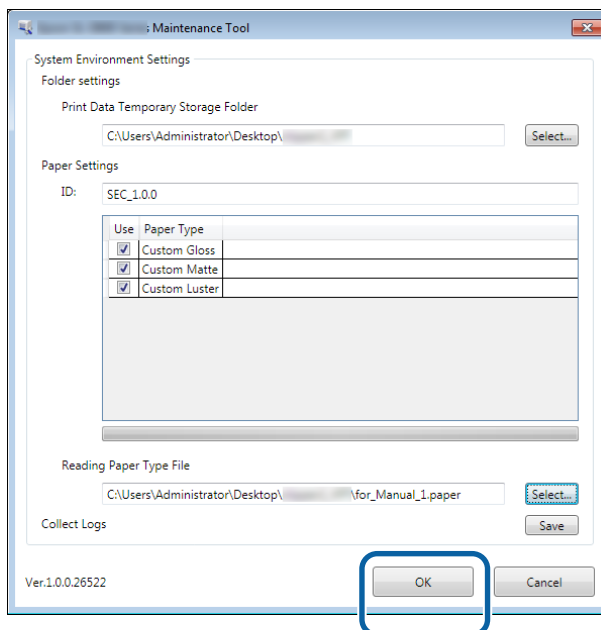 : Maintenance Tool
System Environment Settings
Folder settings
Print Data Temporary Storage Folder
C:\Users\Administrator\Desktop\
Select...
Paper Settings
ID:
SEC_1.0.0
Use Paper Type
Custom Gloss
Custom Matte
Custom Luster
Reading Paper Type File
C:\Users\Administrator\Desktop\ \for_Manual_1.paper
Select...
Collect Logs
Save
Ver.1.0.0.26522
OK
Cancel